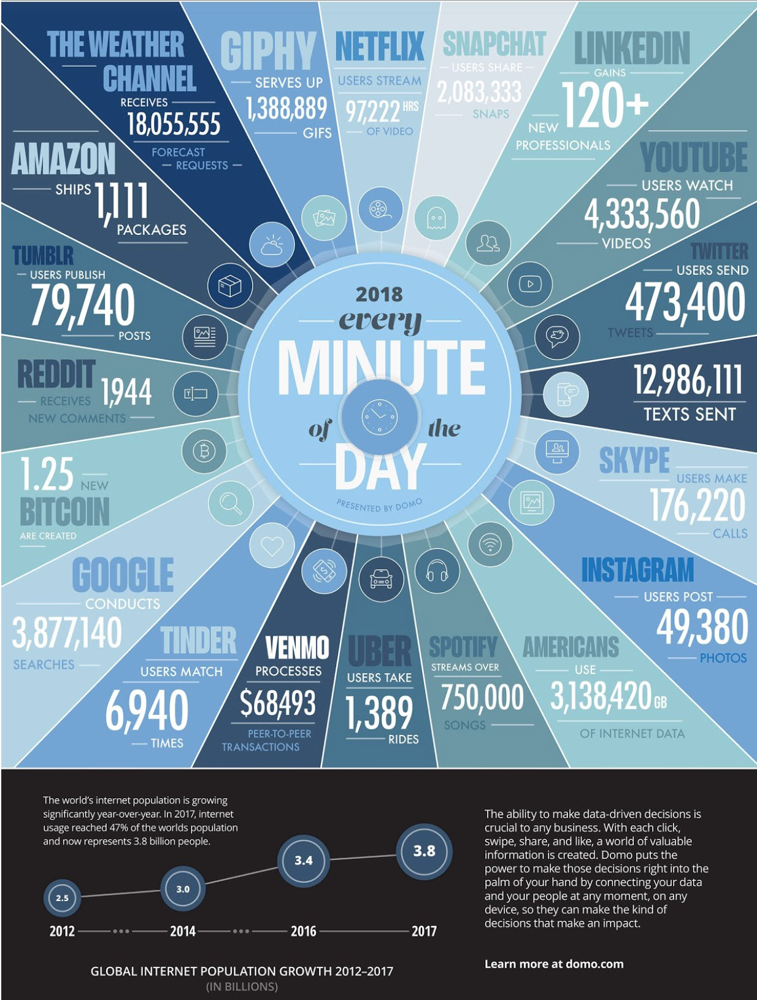 THE WEATHER
CHANNEL
RECEIVES
18,055,555
FORECAST
REQUESTS
GIPHY
SERVES UP
1,388,889
GIFS
NETFLIX
USERS STREAM
97,222 HRS
OF VIDEO
SNAPCHAT
USERS SHARE
2,083,333
SNAPS
LINKEDIN
GAINS
120+
NEW
PROFESSIONALS
YOUTUBE
USERS WATCH
4,333,560
VIDEOS
TWITTER
USERS SEND
473,400
TWEETS
12,986,111
TEXTS SENT
SKYPE
USERS MAKE
176,220
CALLS
INSTAGRAM
USERS POST
49,380
PHOTOS
AMERICANS
USE
3,138,420 GB
OF INTERNET DATA
SPOTIFY
STREAMS OVER
750,000
SONGS
UBER
USERS TAKE
1,389
RIDES
VENMO
PROCESSES
$68,493
PEER-TO-PEER
TRANSACTIONS
TINDER
USERS MATCH
6,940
TIMES
GOOGLE
CONDUCTS
3,877,140
SEARCHES
1.25 NEW
BITCOIN
ARE CREATED
REDDIT
RECEIVES 1,944
NEW COMMENTS
TUMBLR
USERS PUBLISH
79,740
POSTS
AMAZON
SHIPS 1,111
PACKAGES
2018
every
MINUTE
of the
DAY
PRESENTED BY DOMO
The world's internet population is growing
significantly year-over-year. In 2017, internet
usage reached 47% of the worlds population
and now represents 3.8 billion people.
2.5
3.0
3.4
3.8
2012 2014 2016 2017
GLOBAL INTERNET POPULATION GROWTH 2012–2017
(IN BILLIONS)
The ability to make data-driven decisions is
crucial to any business. With each click,
swipe, share, and like, a world of valuable
information is created. Domo puts the
power to make those decisions right into the
palm of your hand by connecting your data
and your people at any moment, on any
device, so they can make the kind of
decisions that make an impact.
Learn more at domo.com